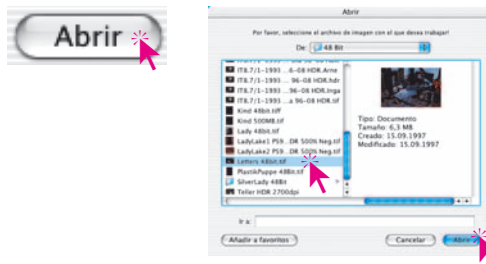 Abrir
Abrir
Por favor, seleccione el archivo de imagen con el que desea trabajar!
De: 48 Bit
IT8.7/1-1993 ...6-08 HDR.Arne
IT8.7/1-1993 ... 96-08 HDR.hdr
IT8.7/1-1993 ...96-08 HDR.Inga
IT8.7/1-1993 ...a 96-08 HDR.tif
Kind 48bit.tiff
Kind 500MB.tif
Lady 48bit.tif
LadyLake1 PS9...DR 500% Neg.tif
LadyLake2 PS9...DR 500% Neg.tif
Letters 48bit.tif
PlastikPuppe 48Bit.tif
SilverLady 48Bit
Teller HDR 2700dpi
Tipo: Documento
Tamaño: 6,3 MB
Creado: 15.09.1997
Modificado: 15.09.1997
Ir a:
Añadir a favoritos
Cancelar
Abrir